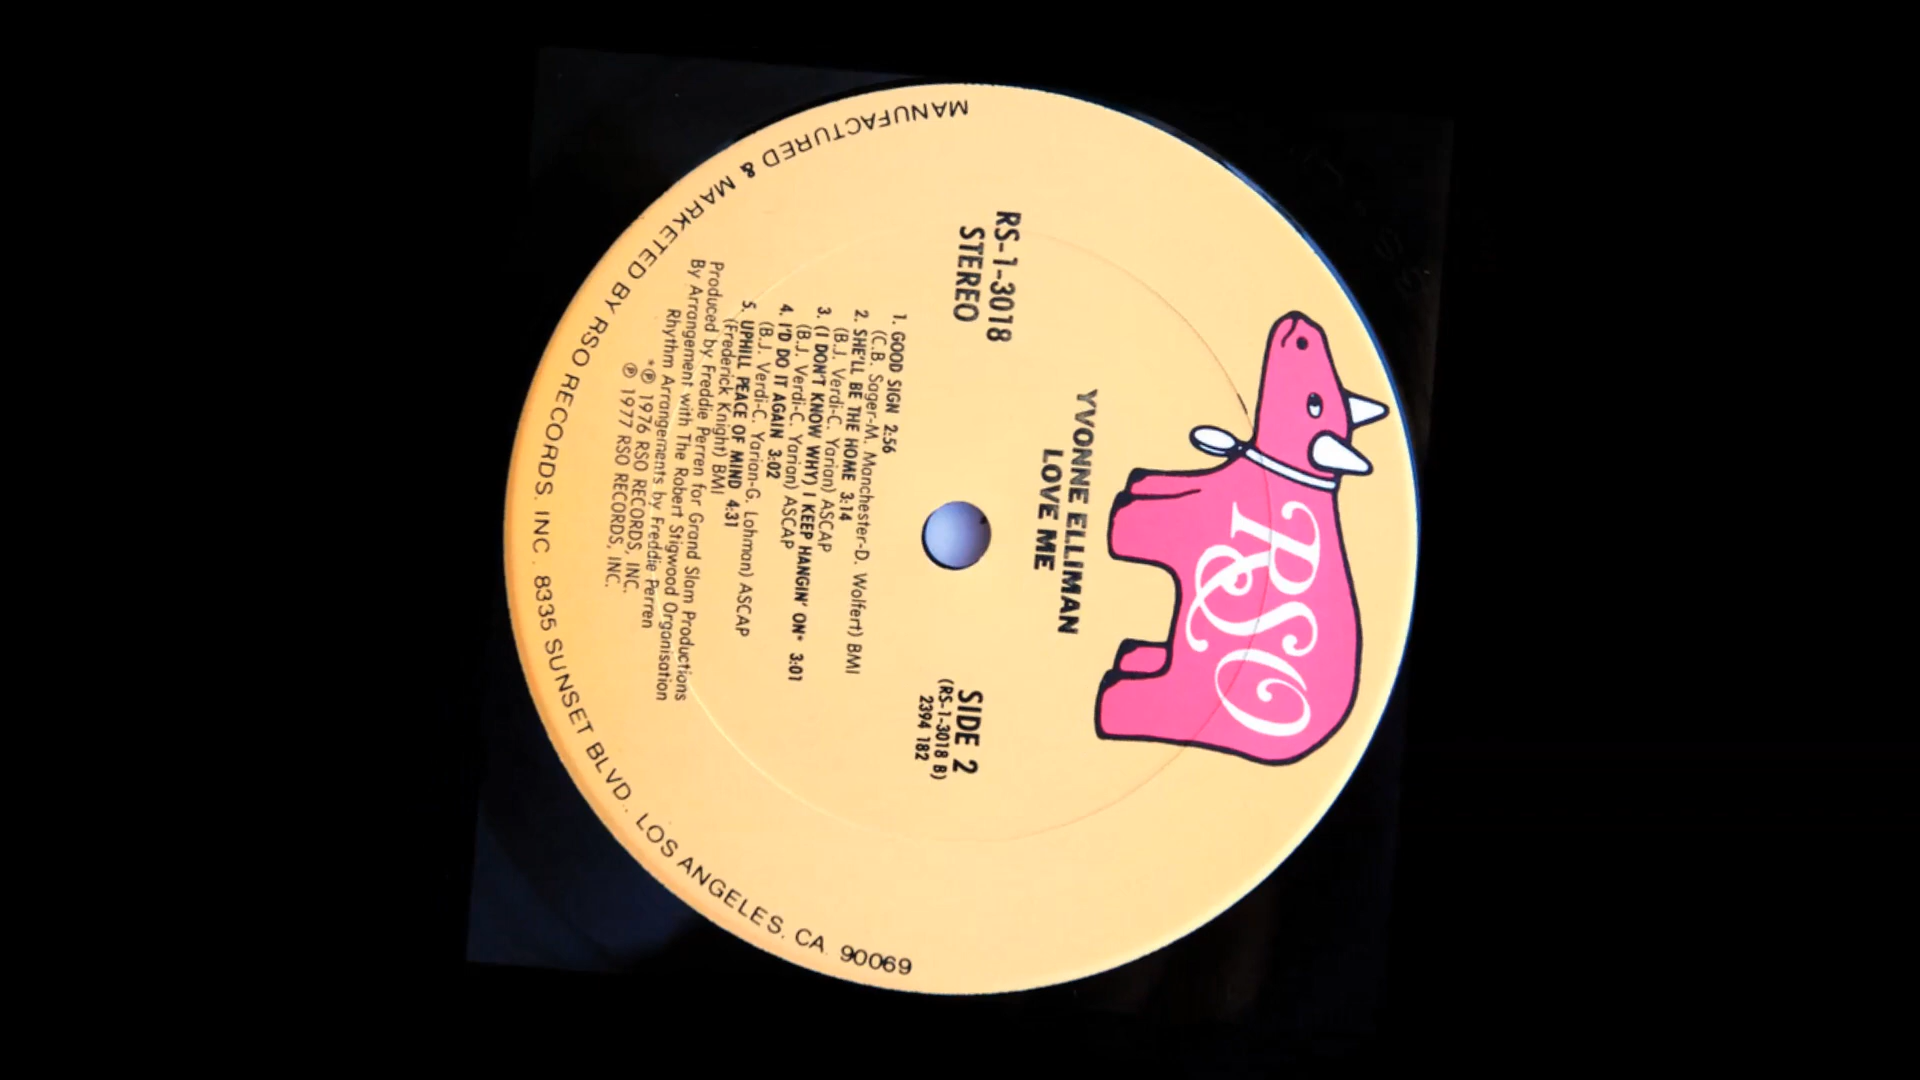 RSO
YVONNE ELLIMAN
LOVE ME
RS-1-3018
STEREO
SIDE 2
(RS-1-3018 B)
2394 182
1. GOOD SIGN 2:56
(C.B. Sager-M. Manchester-D. Wolfert) BMI
2. SHE'LL BE THE HOME 3:14
(B.J. Verdi-C. Yarian) ASCAP
3. (I DON'T KNOW WHY) I KEEP HANGIN' ON* 3:01
(B.J. Verdi-C. Yarian) ASCAP
4. I'D DO IT AGAIN 3:02
(B.J. Verdi-C. Yarian-G. Lohman) ASCAP
5. UPHILL PEACE OF MIND 4:31
(Frederick Knight) BMI
Produced by Freddie Perren for Grand Slam Productions
By Arrangement with The Robert Stigwood Organisation
Rhythm Arrangements by Freddie Perren
*℗ 1976 RSO RECORDS, INC.
℗ 1977 RSO RECORDS, INC.
MANUFACTURED & MARKETED BY RSO RECORDS, INC. 8335 SUNSET BLVD., LOS ANGELES, CA. 90069